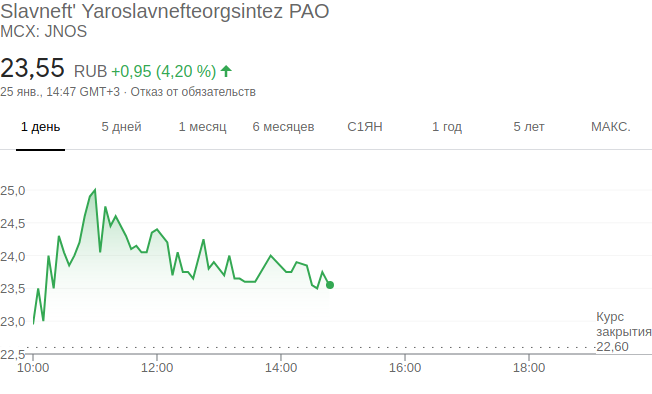 Slavneft' Yaroslavnefteorgsintez PAO
MCX: JNOS
23,55 RUB +0,95 (4,20 %)
25 янв., 14:47 GMT+3 · Отказ от обязательств
1 день 5 дней 1 месяц 6 месяцев С1ЯН 1 год 5 лет МАКС.
25,0
24,5
24,0
23,5
23,0
22,5
Курс
закрытия
22,60
10:00 12:00 14:00 16:00 18:00